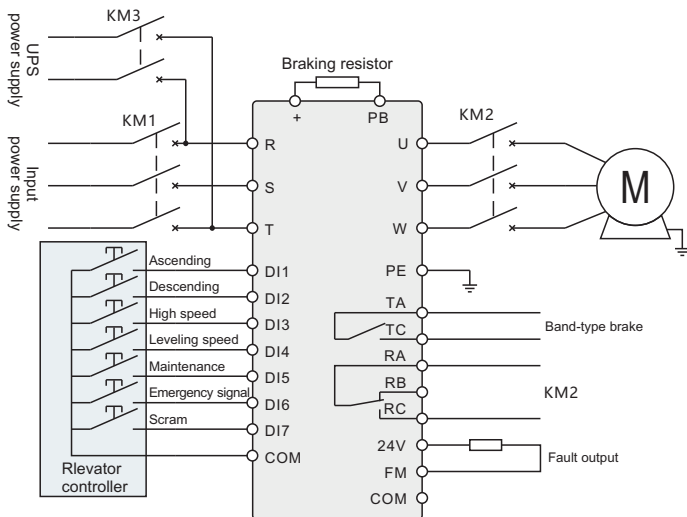 KM3
UPS
power supply
Braking resistor
+
PB
KM1
KM2
Input
power supply
R
U
S
V
M
T
W
Ascending
DI1
PE
Descending
DI2
TA
High speed
DI3
TC
Band-type brake
Leveling speed
DI4
RA
Maintenance
DI5
RB
KM2
Emergency signal
DI6
RC
Scram
DI7
24V
COM
Fault output
FM
Rlevator
controller
COM